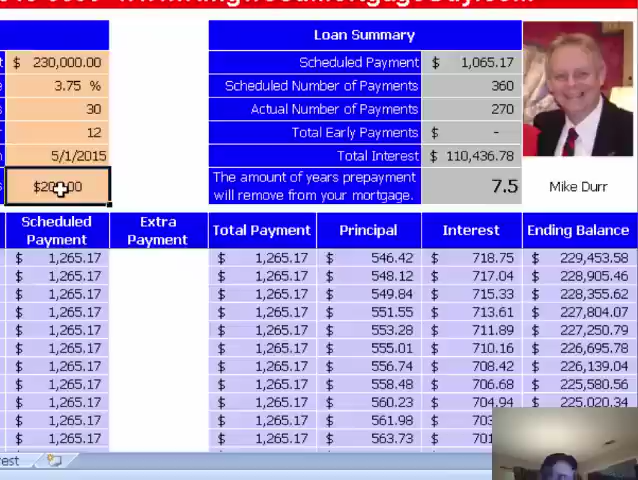 Loan Summary
$ 230,000.00 Scheduled Payment $ 1,065.17
3.75 % Scheduled Number of Payments 360
30 Actual Number of Payments 270
12 Total Early Payments $ -
5/1/2015 Total Interest $ 110,436.78
The amount of years prepayment
will remove from your mortgage. 7.5 Mike Durr
Scheduled Payment Extra Payment Total Payment Principal Interest Ending Balance
$ 1,265.17 $ 1,265.17 $ 546.42 $ 718.75 $ 229,453.58
$ 1,265.17 $ 1,265.17 $ 548.12 $ 717.04 $ 228,905.46
$ 1,265.17 $ 1,265.17 $ 549.84 $ 715.33 $ 228,355.62
$ 1,265.17 $ 1,265.17 $ 551.55 $ 713.61 $ 227,804.07
$ 1,265.17 $ 1,265.17 $ 553.28 $ 711.89 $ 227,250.79
$ 1,265.17 $ 1,265.17 $ 555.01 $ 710.16 $ 226,695.78
$ 1,265.17 $ 1,265.17 $ 556.74 $ 708.42 $ 226,139.04
$ 1,265.17 $ 1,265.17 $ 558.48 $ 706.68 $ 225,580.56
$ 1,265.17 $ 1,265.17 $ 560.23 $ 704.94 $ 225,020.34
$ 1,265.17 $ 1,265.17 $ 561.98 $
$ 1,265.17 $ 1,265.17 $ 563.73 $